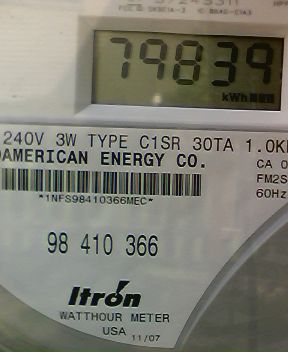 79839
kWh
240V 3W TYPE C1SR 30TA 1.0K
AMERICAN ENERGY CO.
CA 0
*1NFS98410366MEC*
FM2S
60Hz
98 410 366
Itron
WATTHOUR METER
USA 11/07